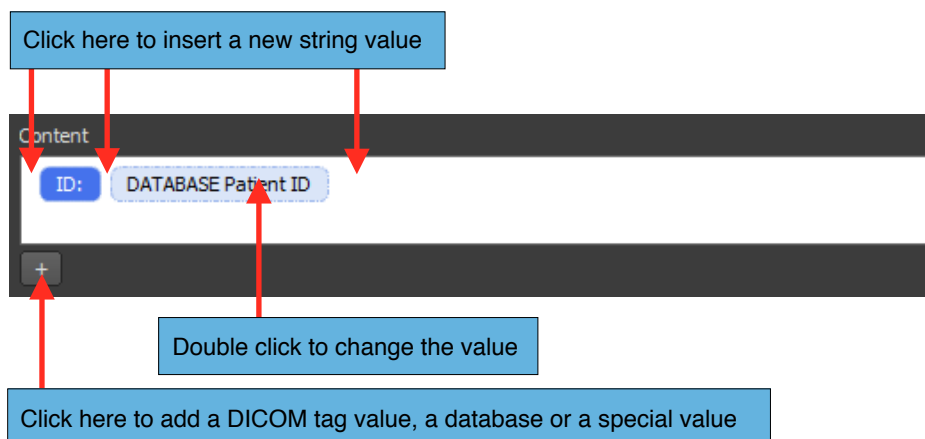 Click here to insert a new string value
Content
ID: DATABASE Patient ID
+
Double click to change the value
Click here to add a DICOM tag value, a database or a special value